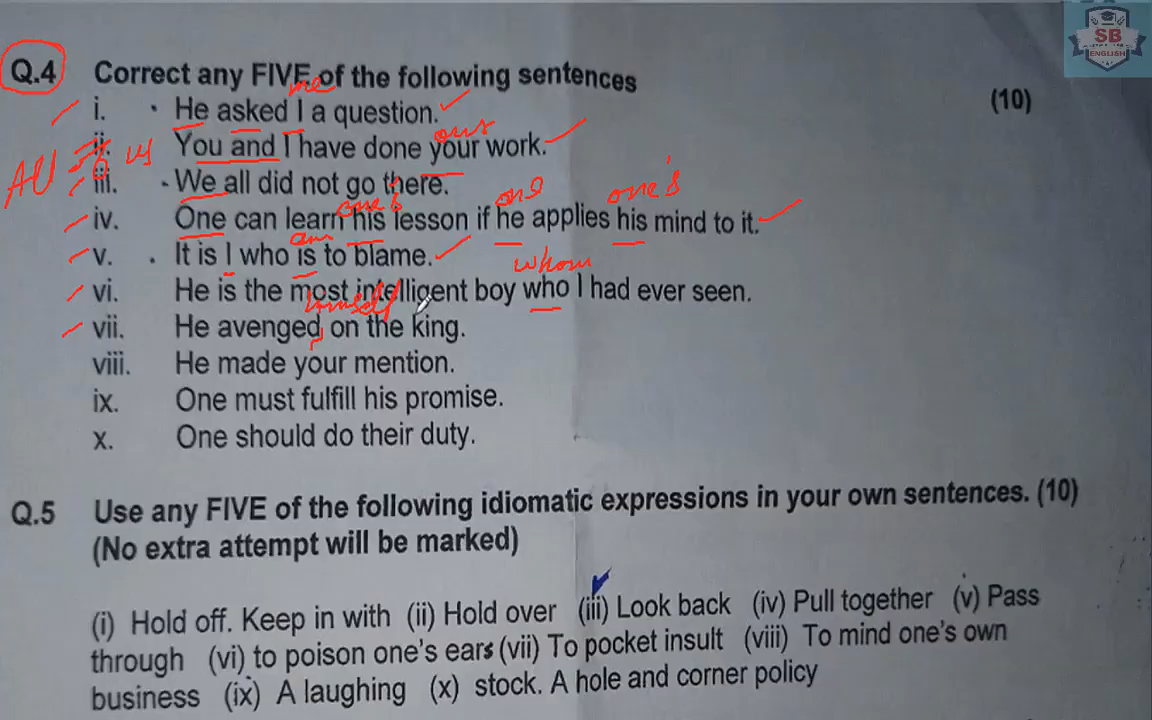 SB
ENGLISH
Q.4 Correct any FIVE of the following sentences
(10)
me
i. He asked I a question.
our
ii. You and I have done your work.
All of us
iii. We all did not go there.
one's one one's
iv. One can learn his lesson if he applies his mind to it.
am
v. It is I who is to blame.
whom
vi. He is the most intelligent boy who I had ever seen.
himself
vii. He avenged on the king.
viii. He made your mention.
ix. One must fulfill his promise.
x. One should do their duty.
Q.5 Use any FIVE of the following idiomatic expressions in your own sentences. (10)
(No extra attempt will be marked)
(i) Hold off. Keep in with (ii) Hold over (iii) Look back (iv) Pull together (v) Pass
through (vi) to poison one's ears (vii) To pocket insult (viii) To mind one's own
business (ix) A laughing (x) stock. A hole and corner policy